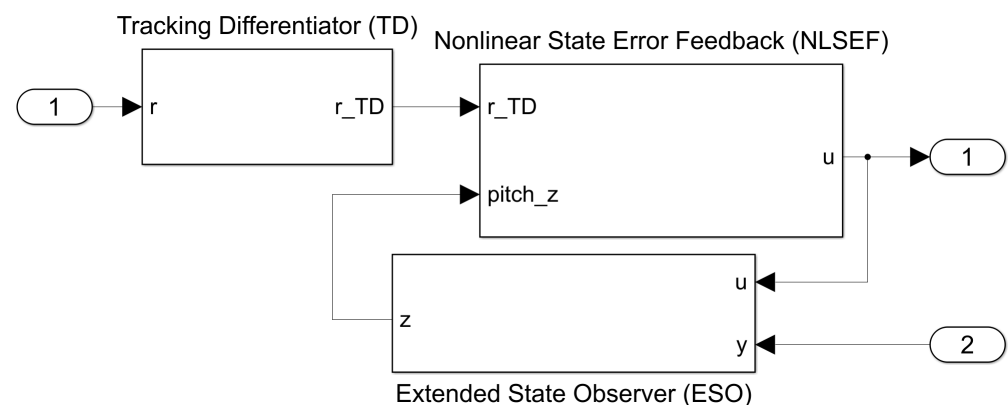 Tracking Differentiator (TD)
Nonlinear State Error Feedback (NLSEF)
1
r
r_TD
r_TD
u
1
pitch_z
u
z
y
2
Extended State Observer (ESO)